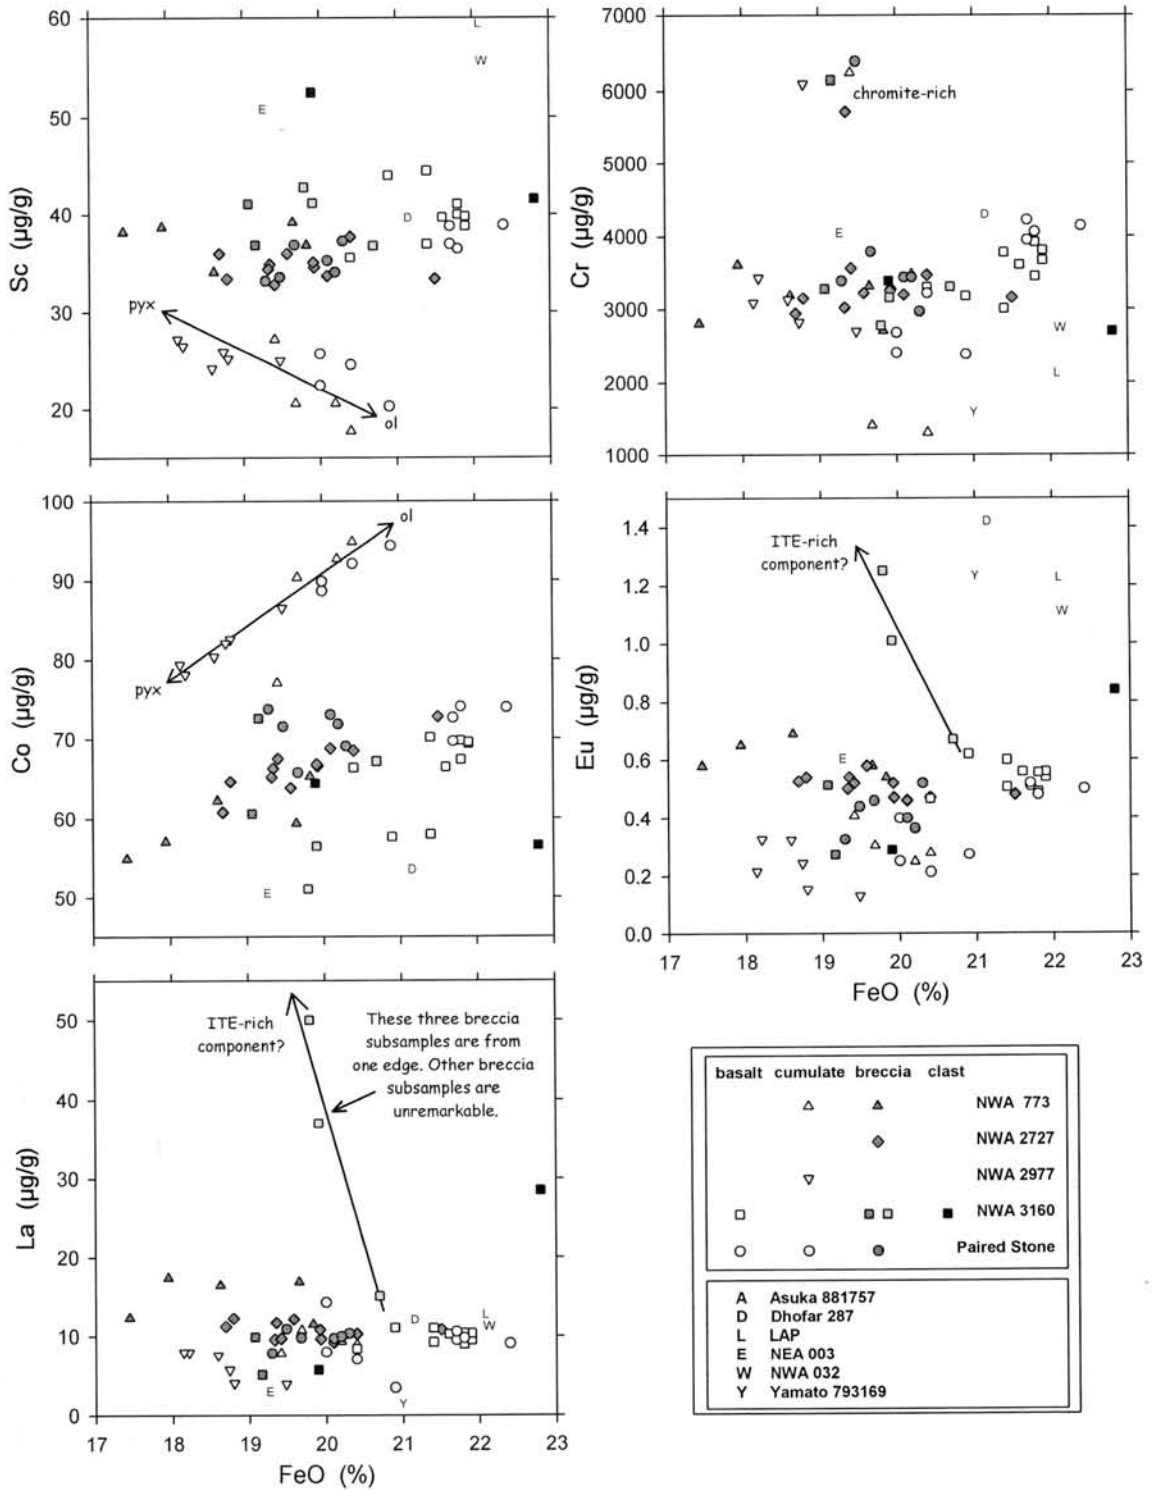 60
50
40
30
20
Sc (µg/g)
L
W
E
D
pyx
ol
7000
6000
5000
4000
3000
2000
1000
Cr (µg/g)
chromite-rich
D
E
W
L
Y
100
90
80
70
60
50
Co (µg/g)
ol
pyx
D
E
1.4
1.2
1.0
0.8
0.6
0.4
0.2
0.0
Eu (µg/g)
ITE-rich
component?
D
Y
L
W
E
17 18 19 20 21 22 23
FeO (%)
50
40
30
20
10
0
La (µg/g)
ITE-rich
component?
These three breccia
subsamples are from
one edge. Other breccia
subsamples are
unremarkable.
D
L
W
E
Y
17 18 19 20 21 22 23
FeO (%)
basalt cumulate breccia clast
NWA 773
NWA 2727
NWA 2977
NWA 3160
Paired Stone
A Asuka 881757
D Dhofar 287
L LAP
E NEA 003
W NWA 032
Y Yamato 793169